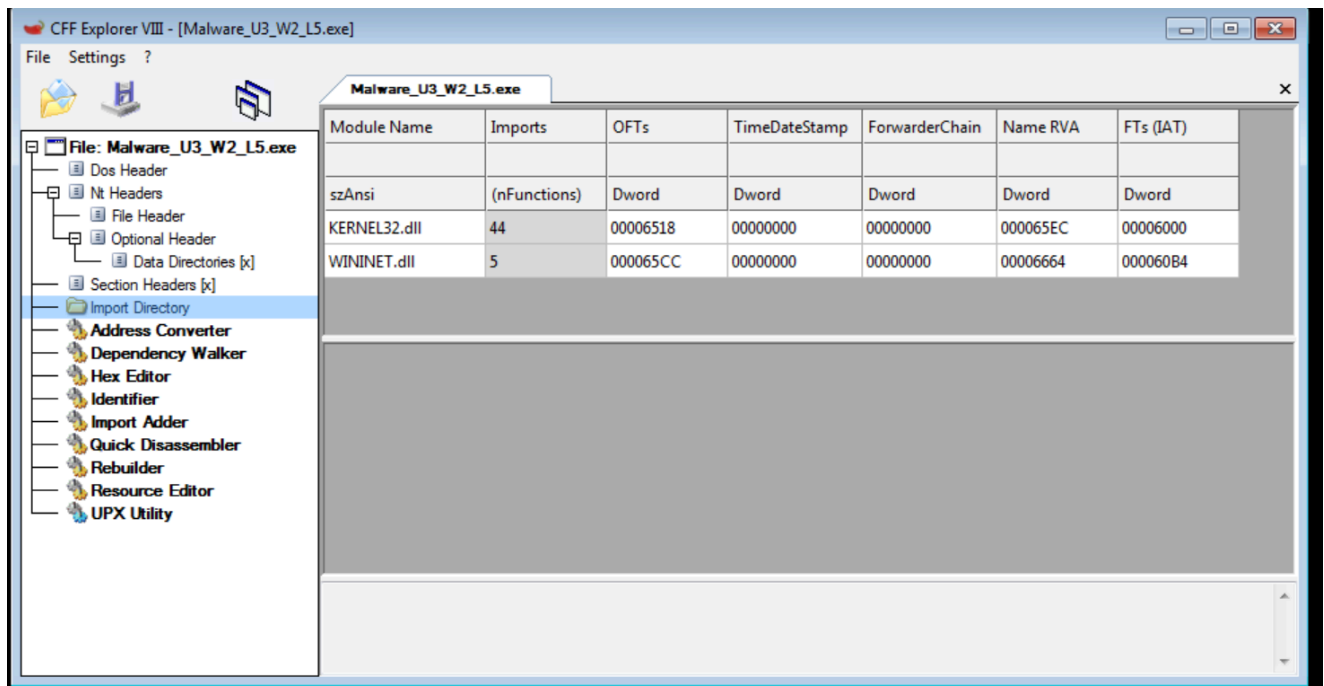 CFF Explorer VIII - [Malware_U3_W2_L5.exe]
File Settings ?
Malware_U3_W2_L5.exe
File: Malware_U3_W2_L5.exe
Dos Header
Nt Headers
File Header
Optional Header
Data Directories [x]
Section Headers [x]
Import Directory
Address Converter
Dependency Walker
Hex Editor
Identifier
Import Adder
Quick Disassembler
Rebuilder
Resource Editor
UPX Utility
Module Name Imports OFTs TimeDateStamp ForwarderChain Name RVA FTs (IAT)
szAnsi (nFunctions) Dword Dword Dword Dword Dword
KERNEL32.dll 44 00006518 00000000 00000000 000065EC 00006000
WININET.dll 5 000065CC 00000000 00000000 00006664 000060B4